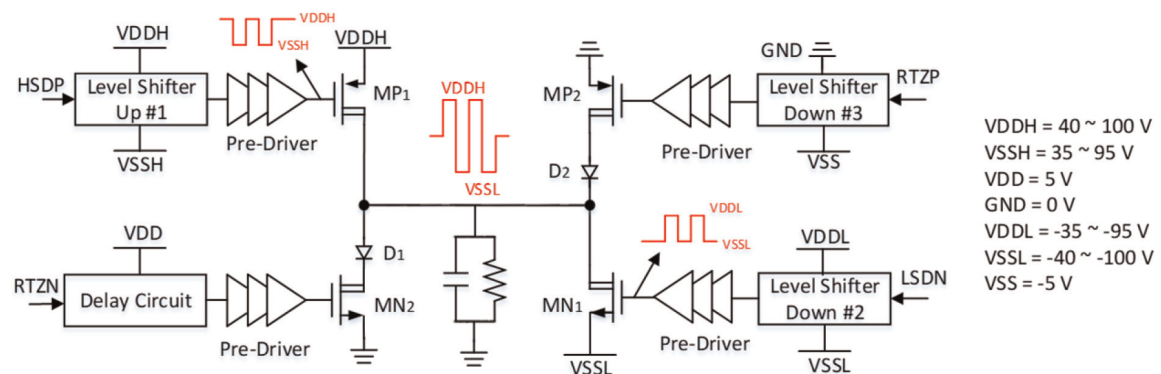 VDDH
HSDP
Level Shifter
Up #1
VSSH
Pre-Driver
VDDH
VSSH
VDDH
MP1
VDDH
VSSL
GND
MP2
Pre-Driver
Level Shifter
Down #3
RTZP
VSS
D2
VDD
RTZN
Delay Circuit
Pre-Driver
D1
MN2
VDDL
VSSL
MN1
VSSL
Pre-Driver
VDDL
Level Shifter
Down #2
LSDN
VSSL
VDDH = 40 ~ 100 V
VSSH = 35 ~ 95 V
VDD = 5 V
GND = 0 V
VDDL = -35 ~ -95 V
VSSL = -40 ~ -100 V
VSS = -5 V